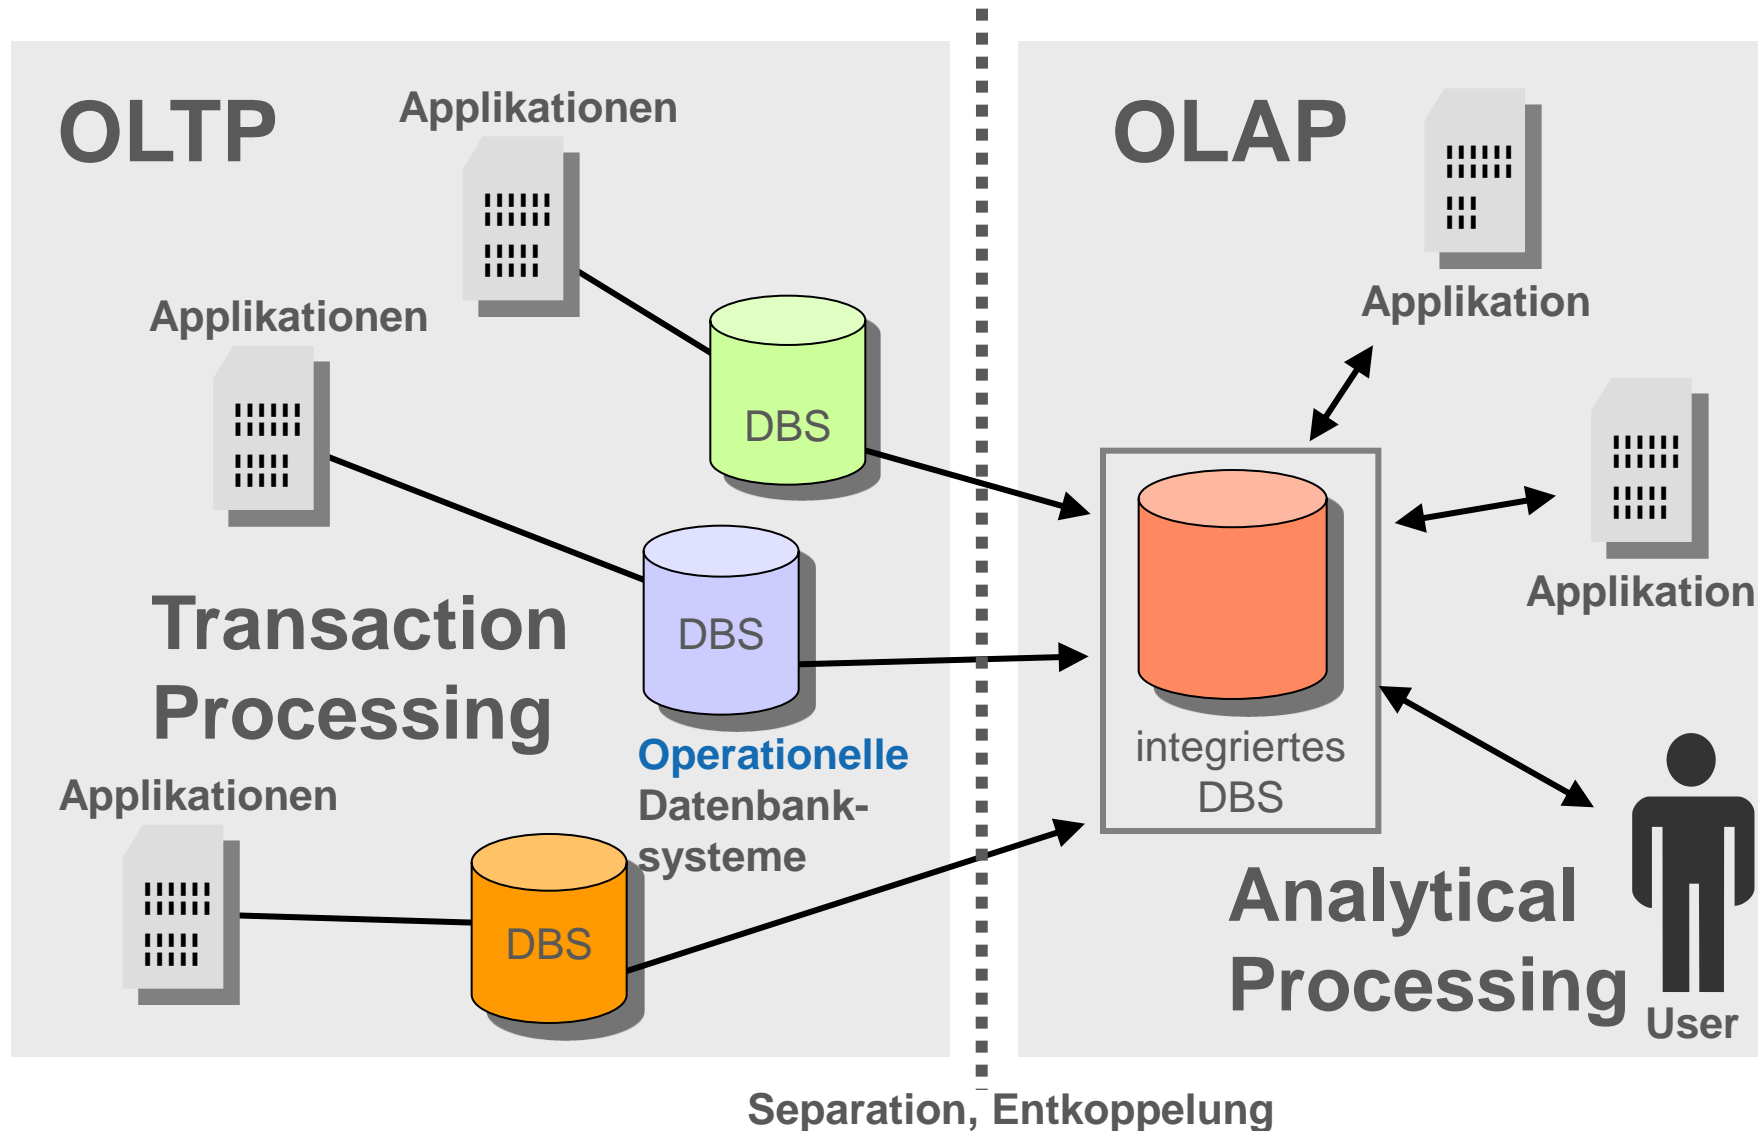 OLTP
Applikationen
Applikationen
DBS
DBS
Transaction
Processing
Operationelle
Datenbank-
systeme
Applikationen
DBS
OLAP
Applikation
Applikation
integriertes
DBS
Analytical
Processing
User
Separation, Entkoppelung